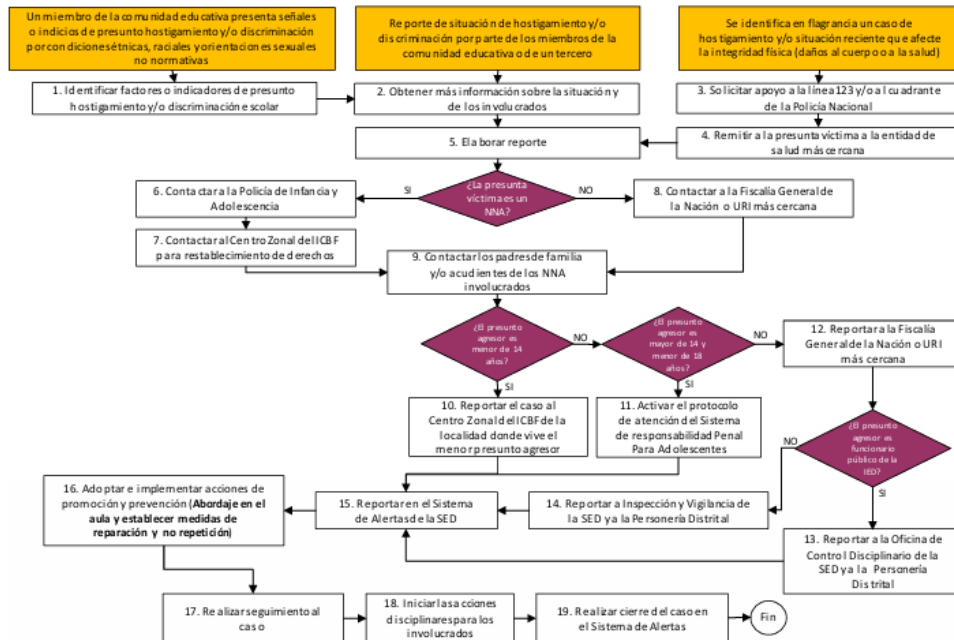 Un miembro de la comunidad educativa presenta señales
o indicios de presunto hostigamiento y/o discriminación
por condiciones étnicas, raciales y orientaciones sexuales
no normativas
Reporte de situación de hostigamiento y/o
discriminación por parte de los miembros de la
comunidad educativa o de un tercero
Se identifica en flagrancia un caso de
hostigamiento y/o situación reciente que afecte
la integridad física (daños al cuerpo o a la salud)
1. Identificar factores o indicadores de presunto
hostigamiento y/o discriminación escolar
2. Obtener más información sobre la situación y
de los involucrados
3. Solicitar apoyo a la línea 123 y/o al cuadrante
de la Policía Nacional
5. Elaborar reporte
4. Remitir a la presunta víctima a la entidad de
salud más cercana
6. Contactar a la Policía de Infancia y
Adolescencia
SI
¿La presunta
víctima es un
NNA?
NO
8. Contactar a la Fiscalía General de
la Nación o URI más cercana
7. Contactar al Centro Zonal del ICBF
para restablecimiento de derechos
9. Contactar los padres de familia
y/o acudientes de los NNA
involucrados
¿El presunto
agresor es
menor de 14
años?
NO
¿El presunto
agresor es
mayor de 14 y
menor de 18
años?
NO
12. Reportar a la Fiscalía
General de la Nación o URI
más cercana
SI
SI
10. Reportar el caso al
Centro Zonal del ICBF de la
localidad donde vive el
menor presunto agresor
11. Activar el protocolo
de atención del Sistema
de responsabilidad Penal
Para Adolescentes
¿El presunto
agresor es
funcionario
público de la
IED?
NO
SI
16. Adoptar e implementar acciones de
promoción y prevención (Abordaje en el
aula y establecer medidas de
reparación y no repetición)
15. Reportar en el Sistema
de Alertas de la SED
14. Reportar a Inspección y Vigilancia de
la SED y a la Personería Distrital
13. Reportar a la Oficina de
Control Disciplinario de la
SED y a la Personería
Distrital
17. Realizar seguimiento al
caso
18. Iniciar las acciones
disciplinares para los
involucrados
19. Realizar cierre del caso en
el Sistema de Alertas
Fin